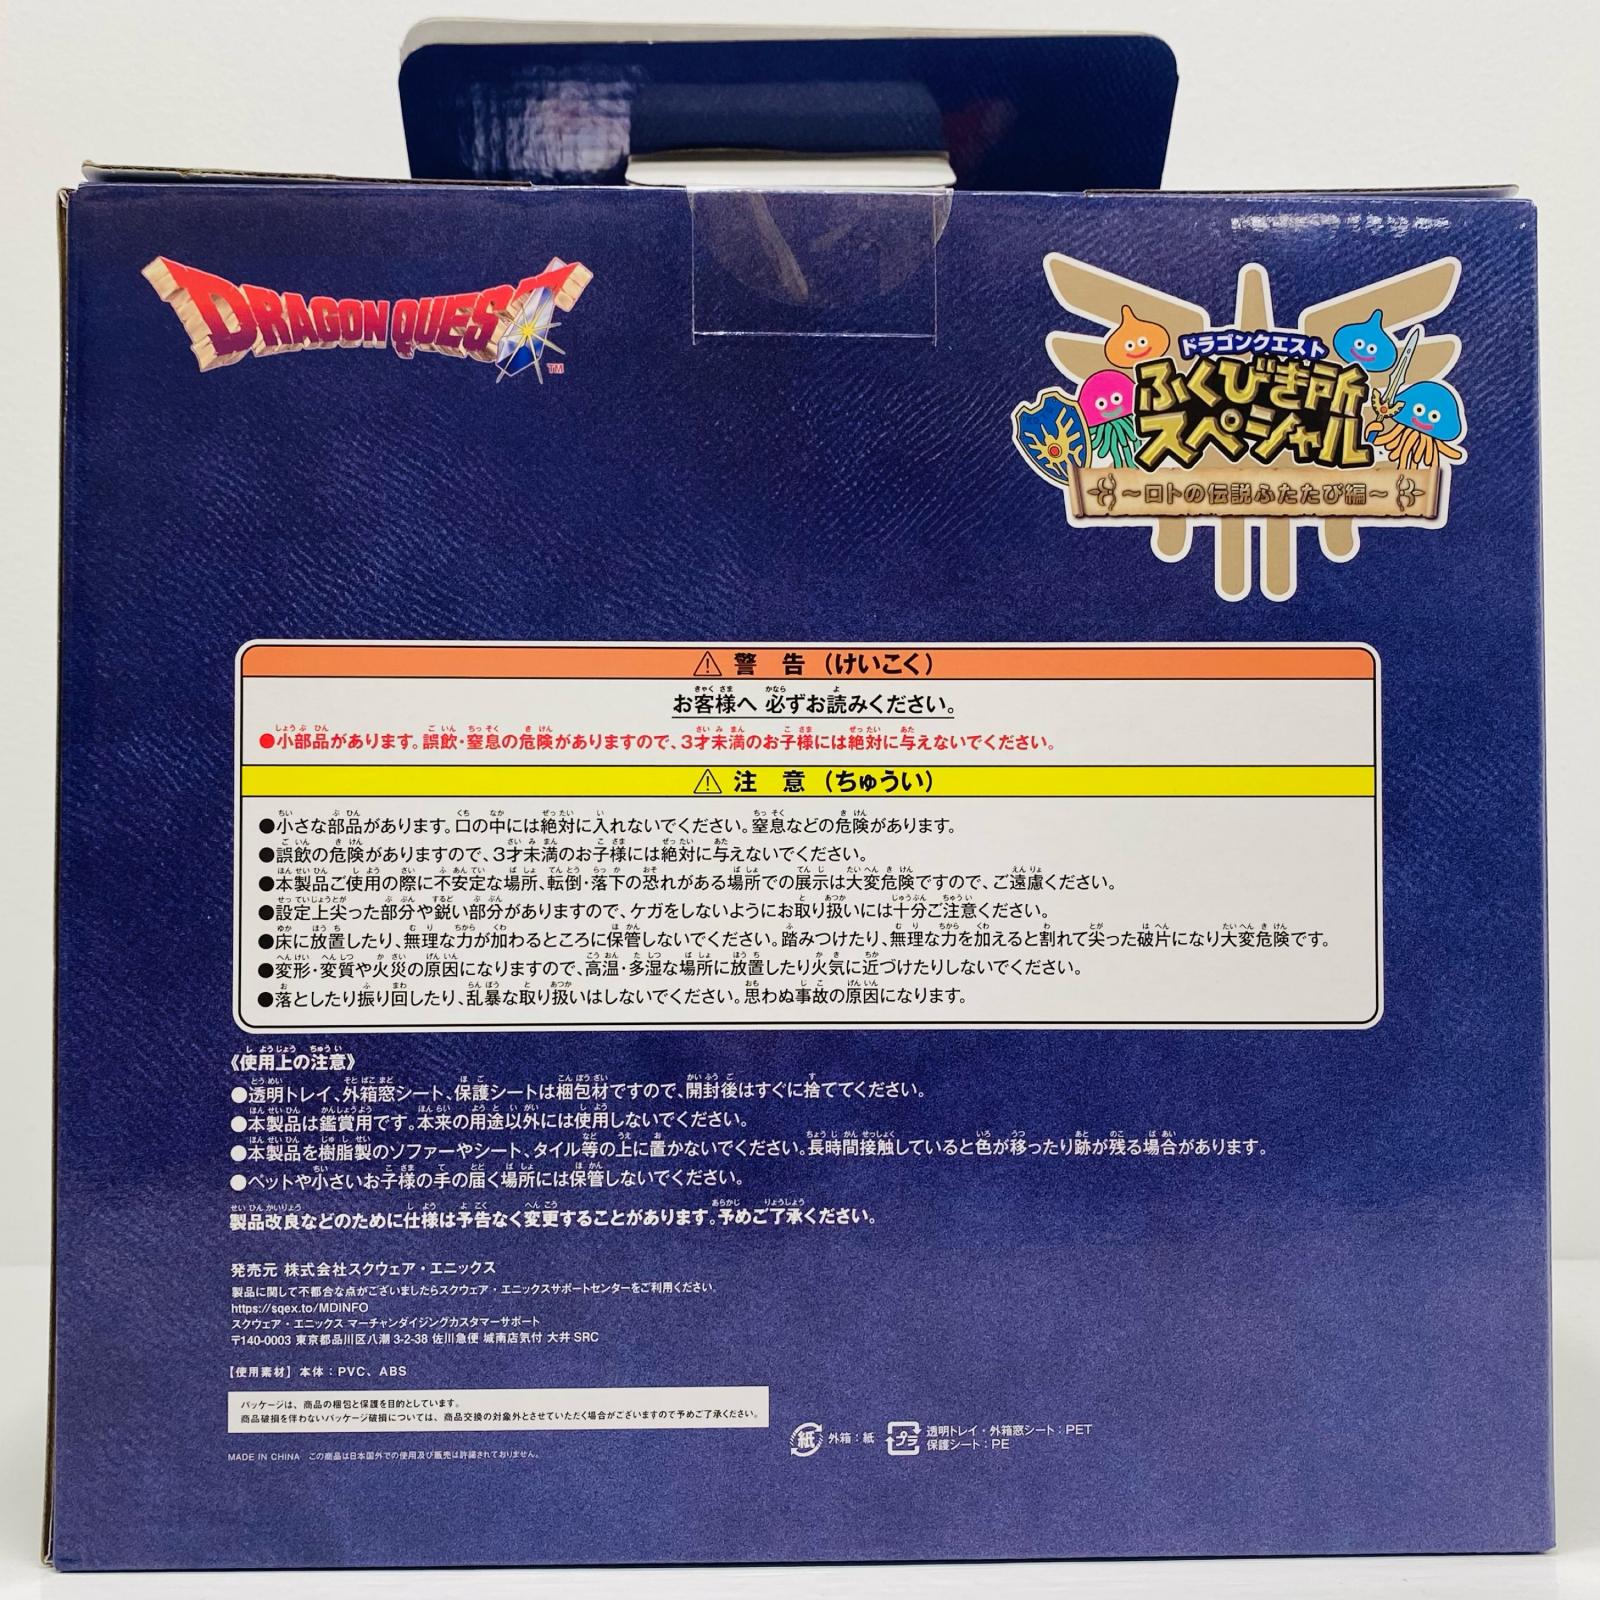 DRAGON QUEST
TM
ドラゴンクエスト
ふくびき所
スペシャル
～ロトの伝説ふたたび編～
⚠ 警 告 (けいこく)
お客様へ 必ずお読みください。
●小部品があります。誤飲・窒息の危険がありますので、3才未満のお子様には絶対に与えないでください。
⚠ 注 意 (ちゅうい)
●小さな部品があります。口の中には絶対に入れないでください。窒息などの危険があります。
●誤飲の危険がありますので、3才未満のお子様には絶対に与えないでください。
●本製品ご使用の際に不安定な場所、転倒・落下の恐れがある場所での展示は大変危険ですので、ご遠慮ください。
●設定上尖った部分や鋭い部分がありますので、ケガをしないようにお取り扱いには十分ご注意ください。
●床に放置したり、無理な力が加わるところに保管しないでください。踏みつけたり、無理な力を加えると割れて尖った破片になり大変危険です。
●変形・変質や火災の原因になりますので、高温・多湿な場所に放置したり火気に近づけたりしないでください。
●落としたり振り回したり、乱暴な取り扱いはしないでください。思わぬ事故の原因になります。
《使用上の注意》
●透明トレイ、外箱窓シート、保護シートは梱包材ですので、開封後はすぐに捨ててください。
●本製品は鑑賞用です。本来の用途以外には使用しないでください。
●本製品を樹脂製のソファーやシート、タイル等の上に置かないでください。長時間接触していると色が移ったり跡が残る場合があります。
●ペットや小さいお子様の手の届く場所には保管しないでください。
製品改良などのために仕様は予告なく変更することがあります。予めご了承ください。
発売元 株式会社スクウェア・エニックス
製品に関して不都合な点がございましたらスクウェア・エニックスサポートセンターをご利用ください。
https://sqex.to/MDINFO
スクウェア・エニックス マーチャンダイジングカスタマーサポート
〒140-0003 東京都品川区八潮 3-2-38 佐川急便 城南店気付 大井 SRC
【使用素材】 本体：PVC、ABS
パッケージは、商品の梱包と保護を目的としています。
商品破損を伴わないパッケージ破損については、商品交換の対象外とさせていただく場合がございますので予めご了承ください。
紙 外箱：紙 プラ 透明トレイ・外箱窓シート：PET
保護シート：PE
MADE IN CHINA この商品は日本国外での使用及び販売は許諾されておりません。